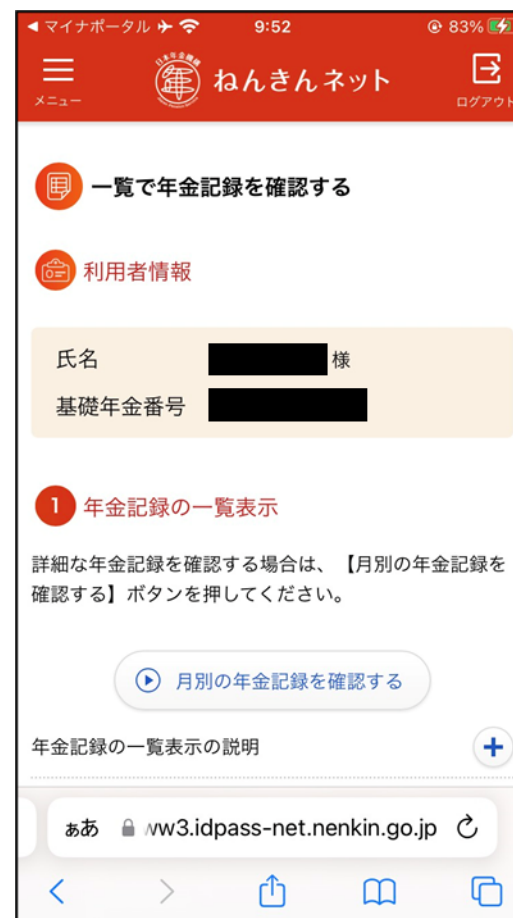 ◀ マイナポータル 9:52 83%
メニュー ねんきんネット ログアウト
一覧で年金記録を確認する
利用者情報
氏名 様
基礎年金番号
1 年金記録の一覧表示
詳細な年金記録を確認する場合は、【月別の年金記録を
確認する】ボタンを押してください。
月別の年金記録を確認する
年金記録の一覧表示の説明
ぁあ ww3.idpass-net.nenkin.go.jp